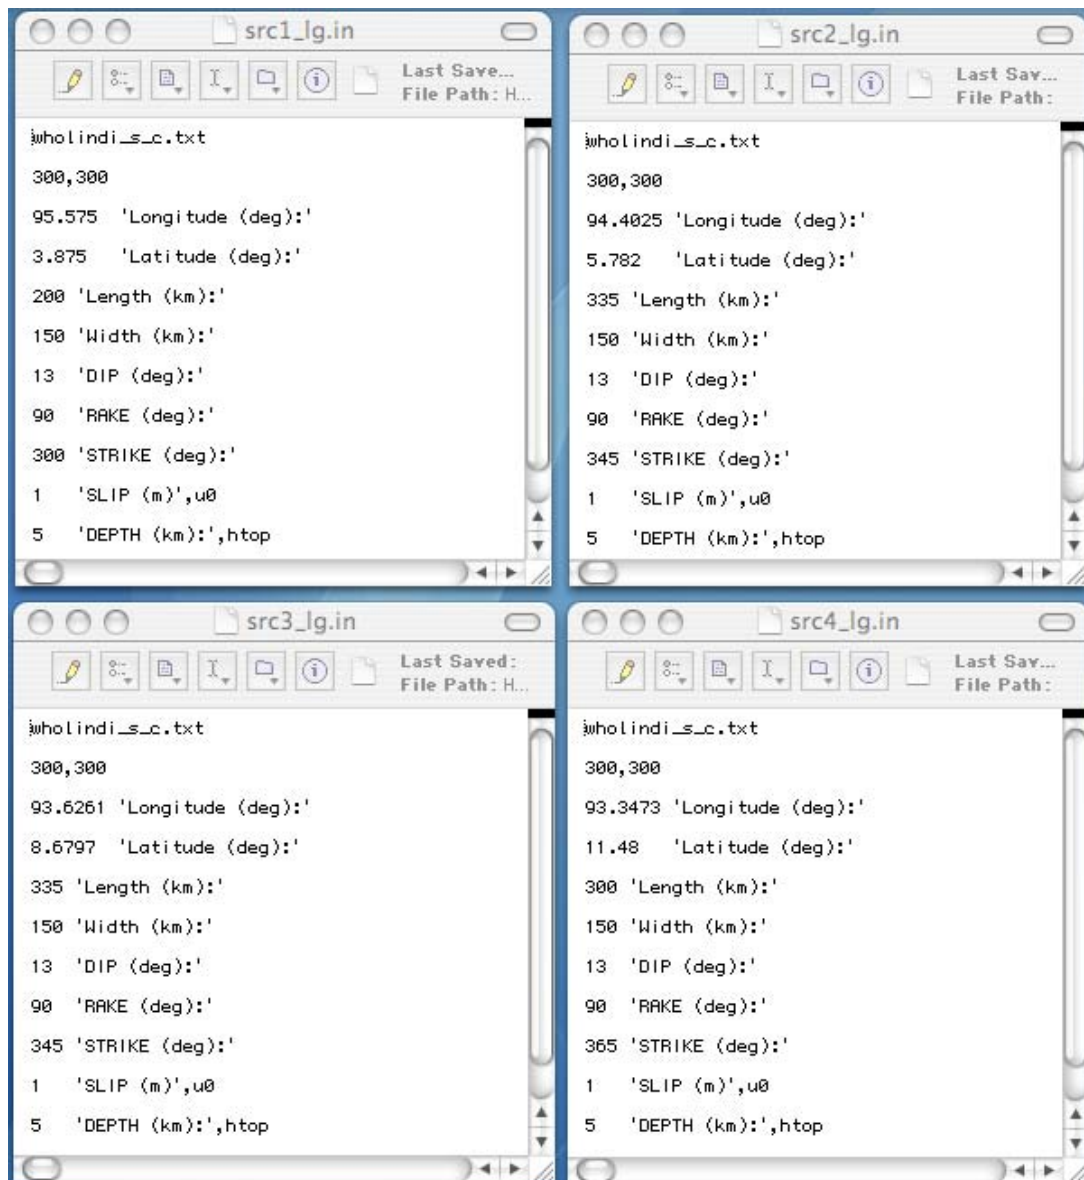 src1_lg.in
Last Save...
File Path: H...
wholindi_s_c.txt
300,300
95.575 'Longitude (deg):'
3.875 'Latitude (deg):'
200 'Length (km):'
150 'Width (km):'
13 'DIP (deg):'
90 'RAKE (deg):'
300 'STRIKE (deg):'
1 'SLIP (m)',u0
5 'DEPTH (km):',htop
src2_lg.in
Last Sav...
File Path:
wholindi_s_c.txt
300,300
94.4025 'Longitude (deg):'
5.782 'Latitude (deg):'
335 'Length (km):'
150 'Width (km):'
13 'DIP (deg):'
90 'RAKE (deg):'
345 'STRIKE (deg):'
1 'SLIP (m)',u0
5 'DEPTH (km):',htop
src3_lg.in
Last Saved:
File Path: H...
wholindi_s_c.txt
300,300
93.6261 'Longitude (deg):'
8.6797 'Latitude (deg):'
335 'Length (km):'
150 'Width (km):'
13 'DIP (deg):'
90 'RAKE (deg):'
345 'STRIKE (deg):'
1 'SLIP (m)',u0
5 'DEPTH (km):',htop
src4_lg.in
Last Sav...
File Path:
wholindi_s_c.txt
300,300
93.3473 'Longitude (deg):'
11.48 'Latitude (deg):'
300 'Length (km):'
150 'Width (km):'
13 'DIP (deg):'
90 'RAKE (deg):'
365 'STRIKE (deg):'
1 'SLIP (m)',u0
5 'DEPTH (km):',htop